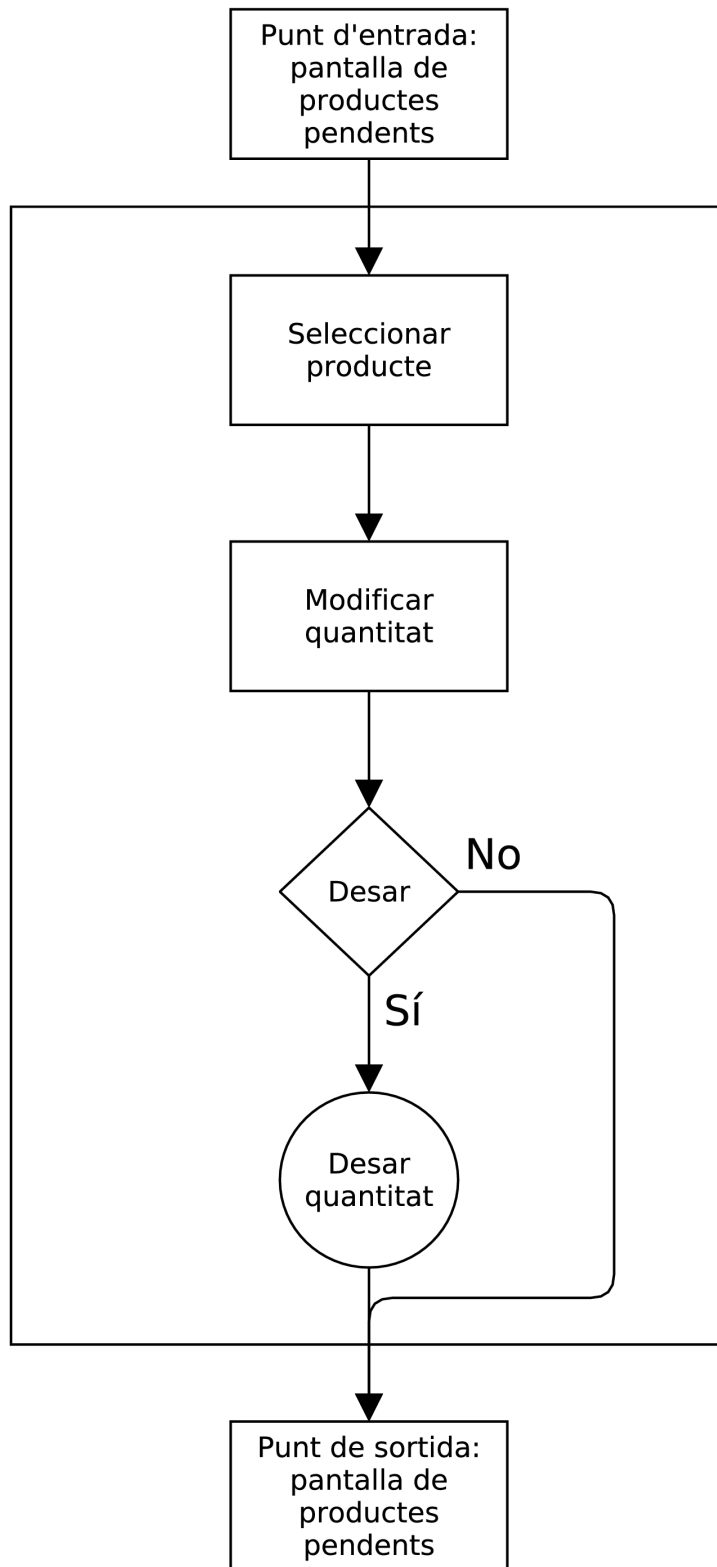 Punt d'entrada:
pantalla de
productes
pendents
Seleccionar
producte
Modificar
quantitat
Desar
No
Sí
Desar
quantitat
Punt de sortida:
pantalla de
productes
pendents